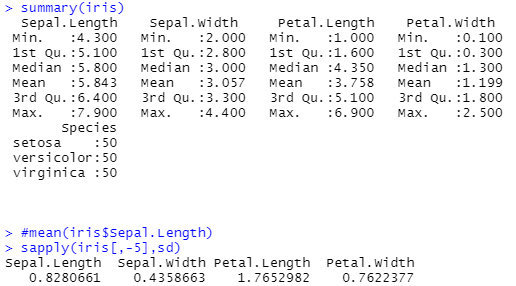 > summary(iris)
  Sepal.Length    Sepal.Width     Petal.Length    Petal.Width
 Min.   :4.300   Min.   :2.000   Min.   :1.000   Min.   :0.100
 1st Qu.:5.100   1st Qu.:2.800   1st Qu.:1.600   1st Qu.:0.300
 Median :5.800   Median :3.000   Median :4.350   Median :1.300
 Mean   :5.843   Mean   :3.057   Mean   :3.758   Mean   :1.199
 3rd Qu.:6.400   3rd Qu.:3.300   3rd Qu.:5.100   3rd Qu.:1.800
 Max.   :7.900   Max.   :4.400   Max.   :6.900   Max.   :2.500
       Species
 setosa    :50
 versicolor:50
 virginica :50
> #mean(iris$Sepal.Length)
> sapply(iris[,-5],sd)
Sepal.Length  Sepal.Width Petal.Length  Petal.Width
   0.8280661    0.4358663    1.7652982    0.7622377